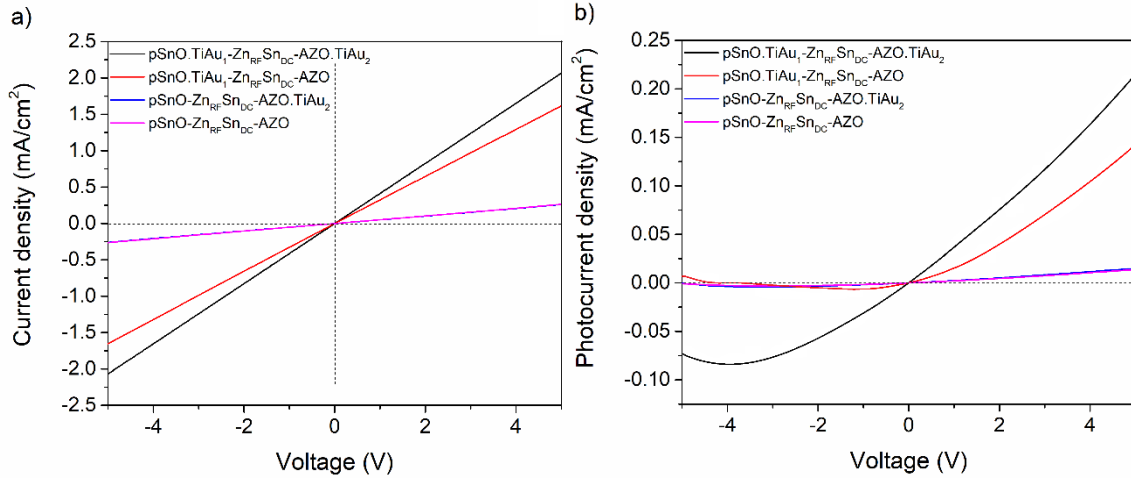 a)
Current density (mA/cm²)
2.5
2.0
1.5
1.0
0.5
0.0
-0.5
-1.0
-1.5
-2.0
-2.5
pSnO.TiAu₁-ZnRFSnDC-AZO.TiAu₂
pSnO.TiAu₁-ZnRFSnDC-AZO
pSnO-ZnRFSnDC-AZO.TiAu₂
pSnO-ZnRFSnDC-AZO
-4
-2
0
2
4
Voltage (V)
b)
Photocurrent density (mA/cm²)
0.25
0.20
0.15
0.10
0.05
0.00
-0.05
-0.10
pSnO.TiAu₁-ZnRFSnDC-AZO.TiAu₂
pSnO.TiAu₁-ZnRFSnDC-AZO
pSnO-ZnRFSnDC-AZO.TiAu₂
pSnO-ZnRFSnDC-AZO
-4
-2
0
2
4
Voltage (V)